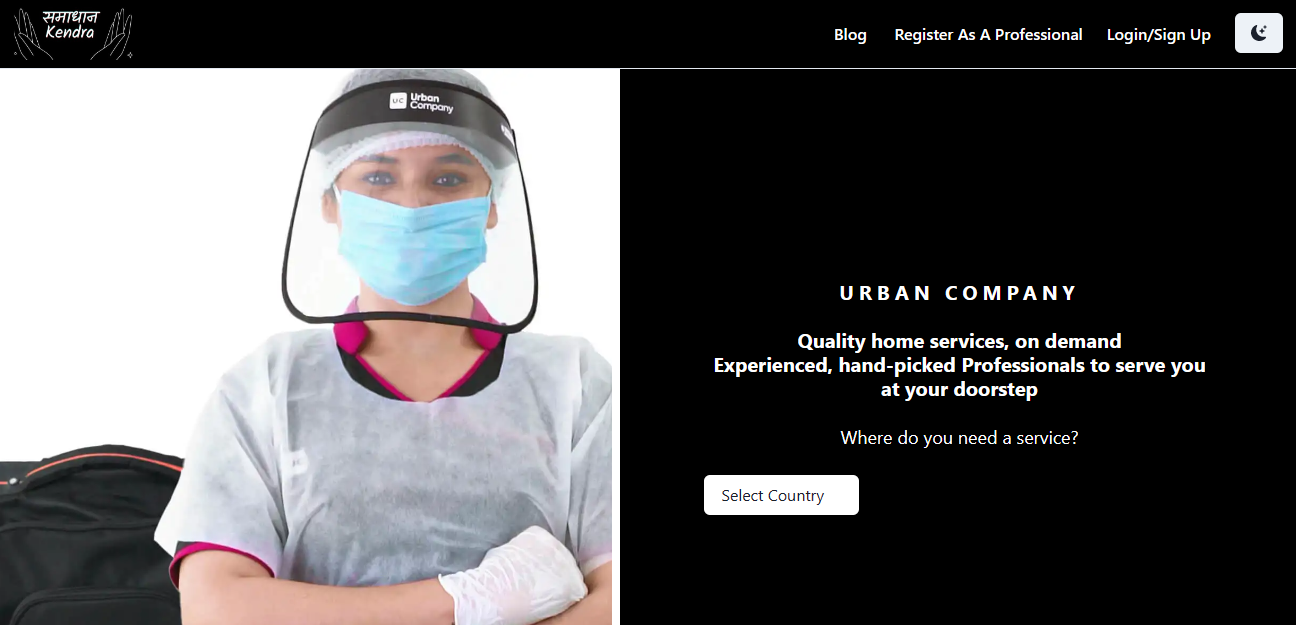 समाधान
Kendra
Blog
Register As A Professional
Login/Sign Up
UC
Urban
Company
URBAN COMPANY
Quality home services, on demand
Experienced, hand-picked Professionals to serve you
at your doorstep
Where do you need a service?
Select Country